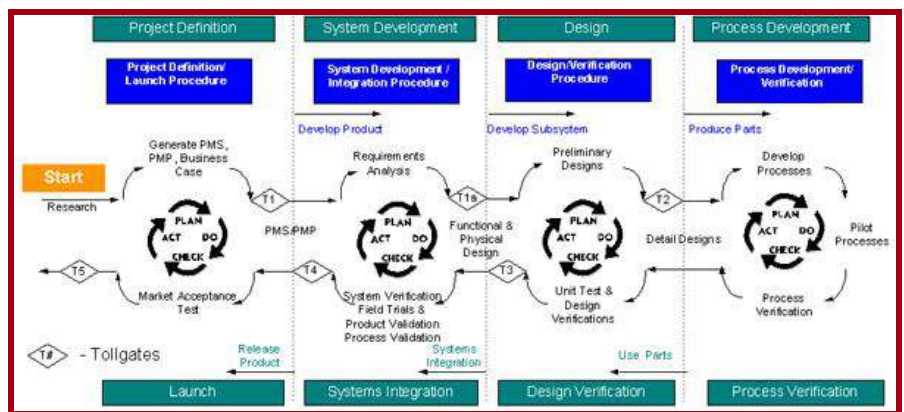 Project Definition
System Development
Design
Process Development
Project Definition/
Launch Procedure
System Development /
Integration Procedure
Design/Verification
Procedure
Process Development/
Verification
Develop Product
Develop Subsystem
Produce Parts
Start
Research
Generate PMS,
PMP, Business
Case
T1
Requirements
Analysis
T1a
Preliminary
Designs
T2
Develop
Processes
PLAN
ACT DO
CHECK
PMS/PMP
PLAN
ACT DO
CHECK
Functional &
Physical
Design
PLAN
ACT DO
CHECK
Detail Designs
PLAN
ACT DO
CHECK
Pilot
Processes
T5
Market Acceptance
Test
T4
System Verification
Field Trials &
Product Validation
Process Validation
T3
Unit Test &
Design
Verifications
Process
Verification
T# - Tollgates
Release
Product
Systems
Integration
Use Parts
Launch
Systems Integration
Design Verification
Process Verification